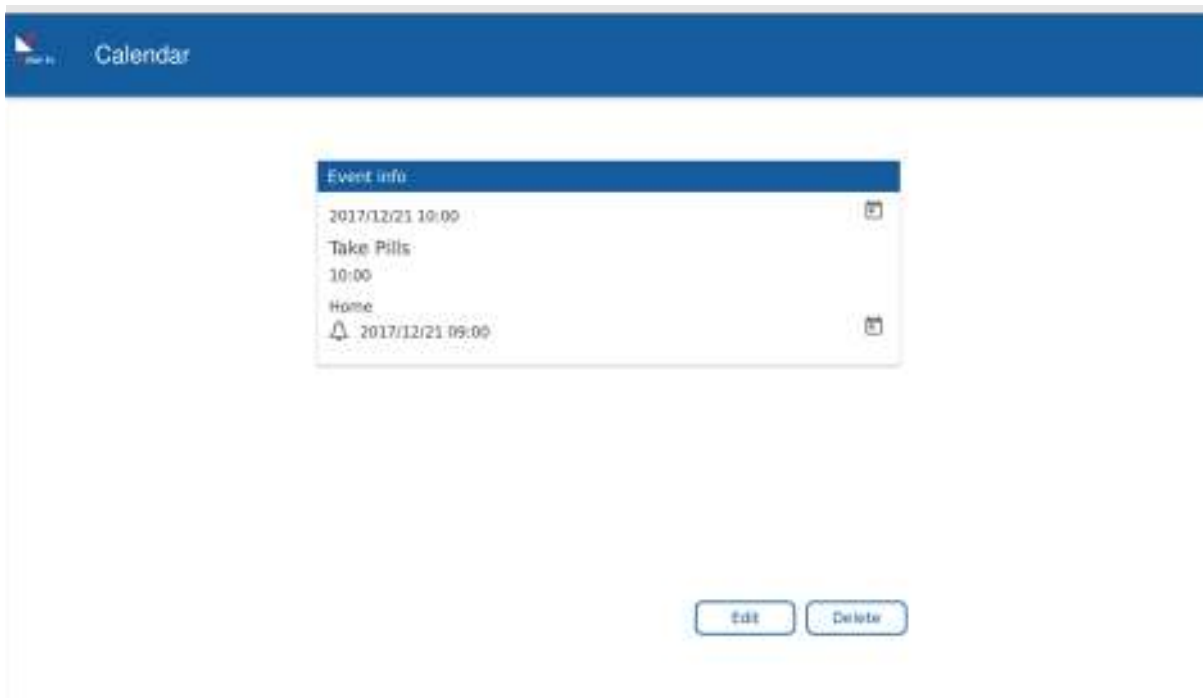 Calendar
Event info
2017/12/21 10:00
Take Pills
10:00
Home
2017/12/21 09:00
Edit
Delete